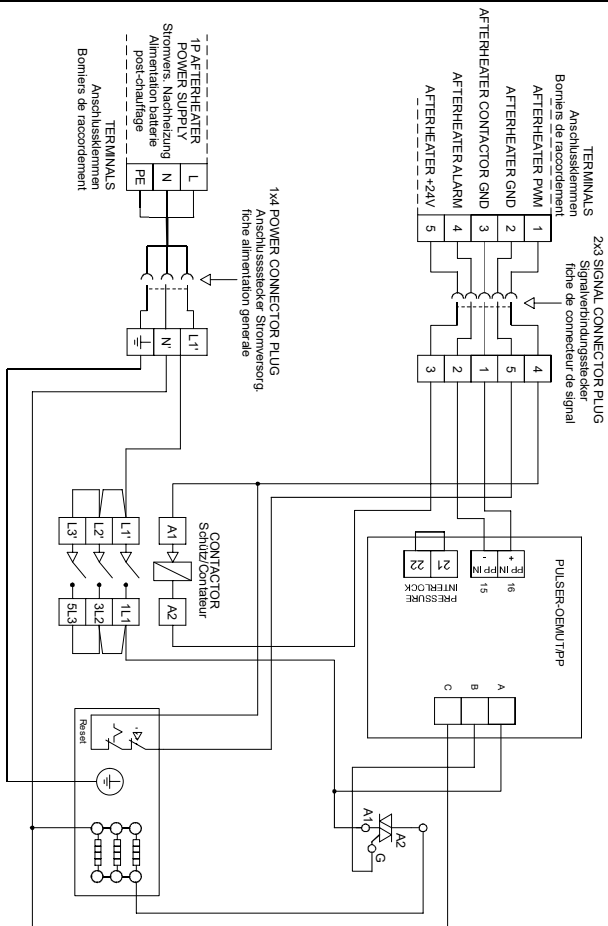 TERMINALS
Anschlussklemmen
Borniers de raccordement
AFTERHEATER PWM
AFTERHEATER GND
AFTERHEATER CONTACTOR GND
AFTERHEATER ALARM
AFTERHEATER +24V
1
2
3
4
5
2x3 SIGNAL CONNECTOR PLUG
Signalverbindungsstecker
fiche de connecteur de signal
4
5
1
2
3
PULSER-OEMUT/PP
+
PP IN
-
PP IN
16
15
21
22
PRESSURE
INTERLOCK
A
B
C
A1
A2
G
TERMINALS
Anschlussklemmen
Borniers de raccordement
1P AFTERHEATER
POWER SUPPLY
Stromvers. Nachheizung
Alimentation batterie
post-chauffage
L
N
PE
1x4 POWER CONNECTOR PLUG
Anschlussstecker Stromversorg.
fiche alimentation generale
L1'
N'
CONTACTOR
Schütz/Contateur
A1
A2
L1'
L2'
L3'
1L1
3L2
5L3
Reset